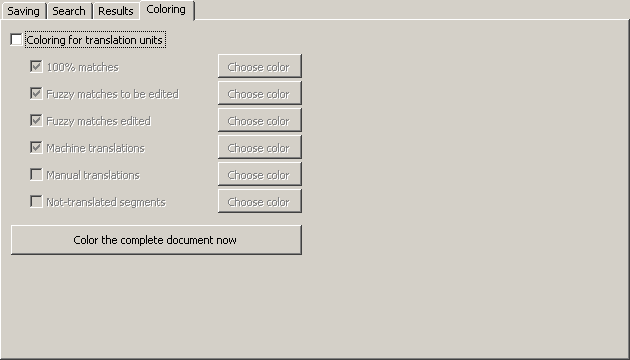 Saving Search Results Coloring
Coloring for translation units
100% matches Choose color
Fuzzy matches to be edited Choose color
Fuzzy matches edited Choose color
Machine translations Choose color
Manual translations Choose color
Not-translated segments Choose color
Color the complete document now